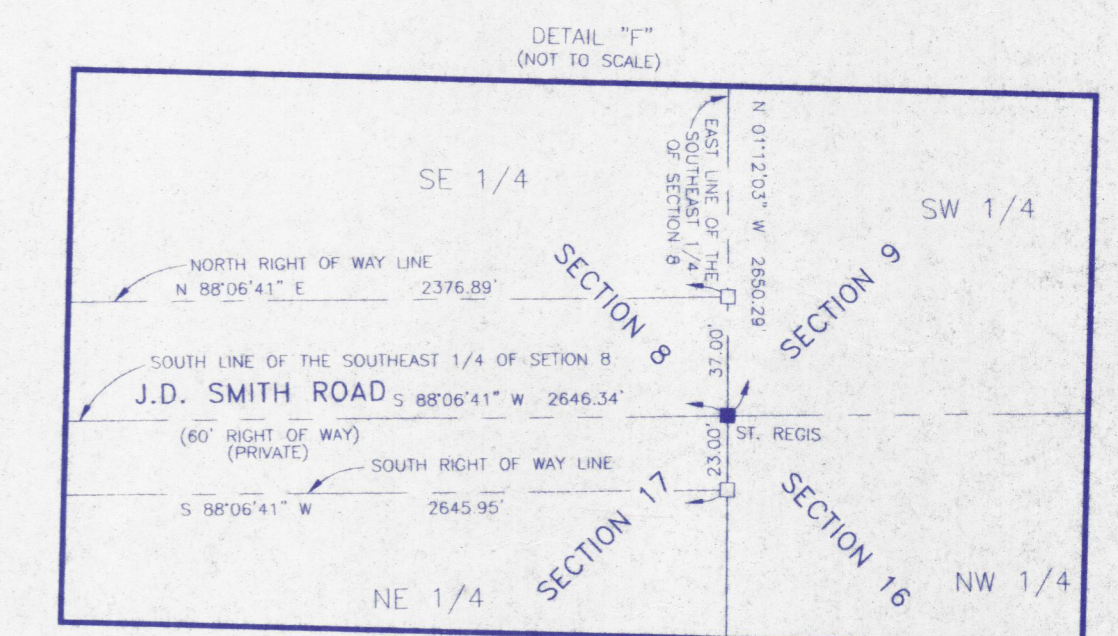 DETAIL "F"
(NOT TO SCALE)
SE 1/4
EAST LINE OF THE
SOUTHEAST 1/4
OF SECTION 8
N 01°12'03" W 2650.29'
SW 1/4
NORTH RIGHT OF WAY LINE
N 88°06'41" E 2376.89'
SECTION 8
SECTION 9
37.00'
SOUTH LINE OF THE SOUTHEAST 1/4 OF SETION 8
J.D. SMITH ROAD S 88°06'41" W 2646.34'
(60' RIGHT OF WAY)
(PRIVATE)
ST. REGIS
23.00'
SOUTH RIGHT OF WAY LINE
S 88°06'41" W 2645.95'
SECTION 17
SECTION 16
NE 1/4
NW 1/4